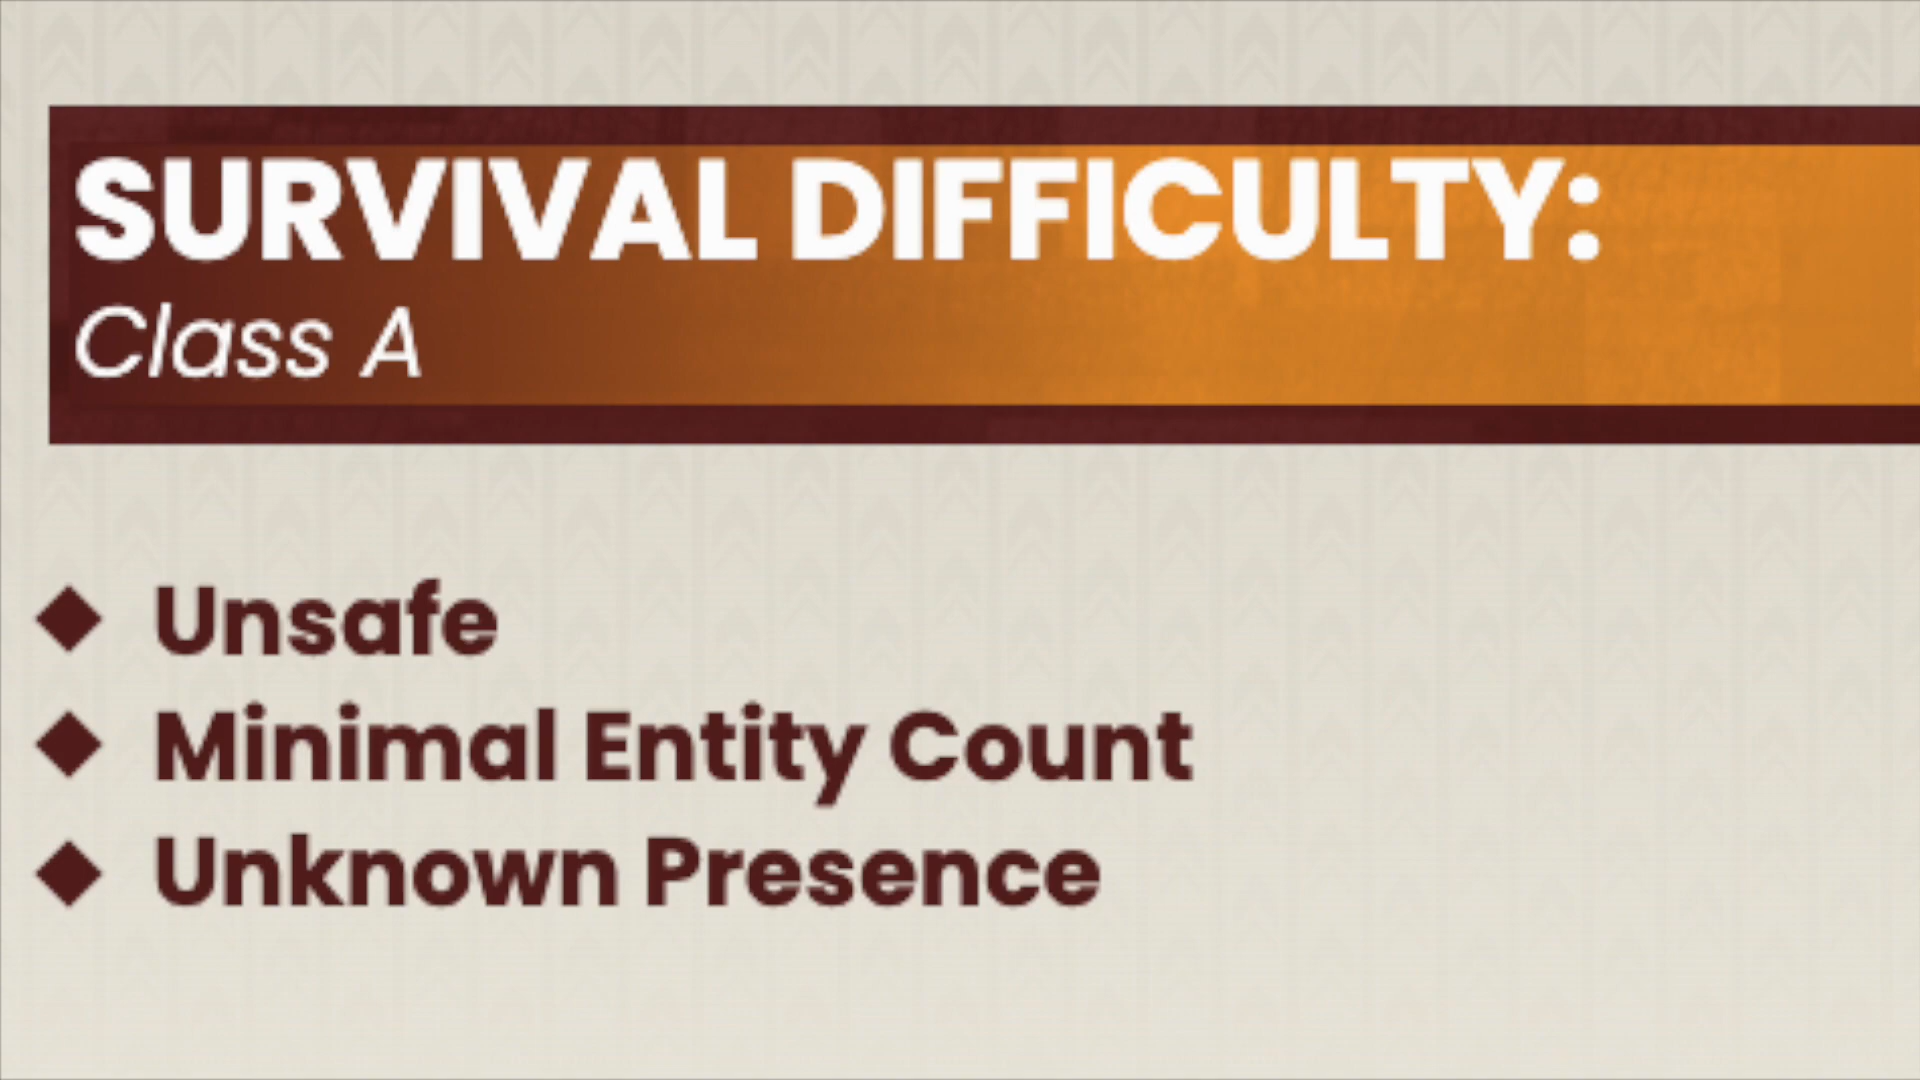 SURVIVAL DIFFICULTY:
Class A
Unsafe
Minimal Entity Count
Unknown Presence